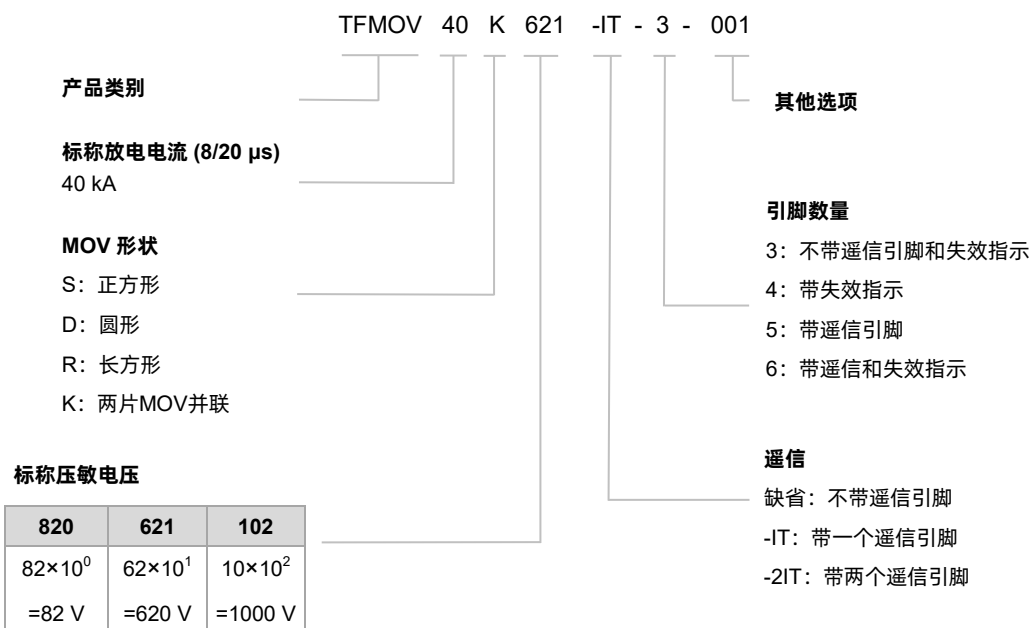 TFMOV 40 K 621 -IT - 3 - 001
产品类别
标称放电电流 (8/20 μs)
40 kA
MOV 形状
S：正方形
D：圆形
R：长方形
K：两片MOV并联
标称压敏电压
820 621 102
82×10⁰ 62×10¹ 10×10²
=82 V =620 V =1000 V
其他选项
引脚数量
3：不带遥信引脚和失效指示
4：带失效指示
5：带遥信引脚
6：带遥信和失效指示
遥信
缺省：不带遥信引脚
-IT：带一个遥信引脚
-2IT：带两个遥信引脚